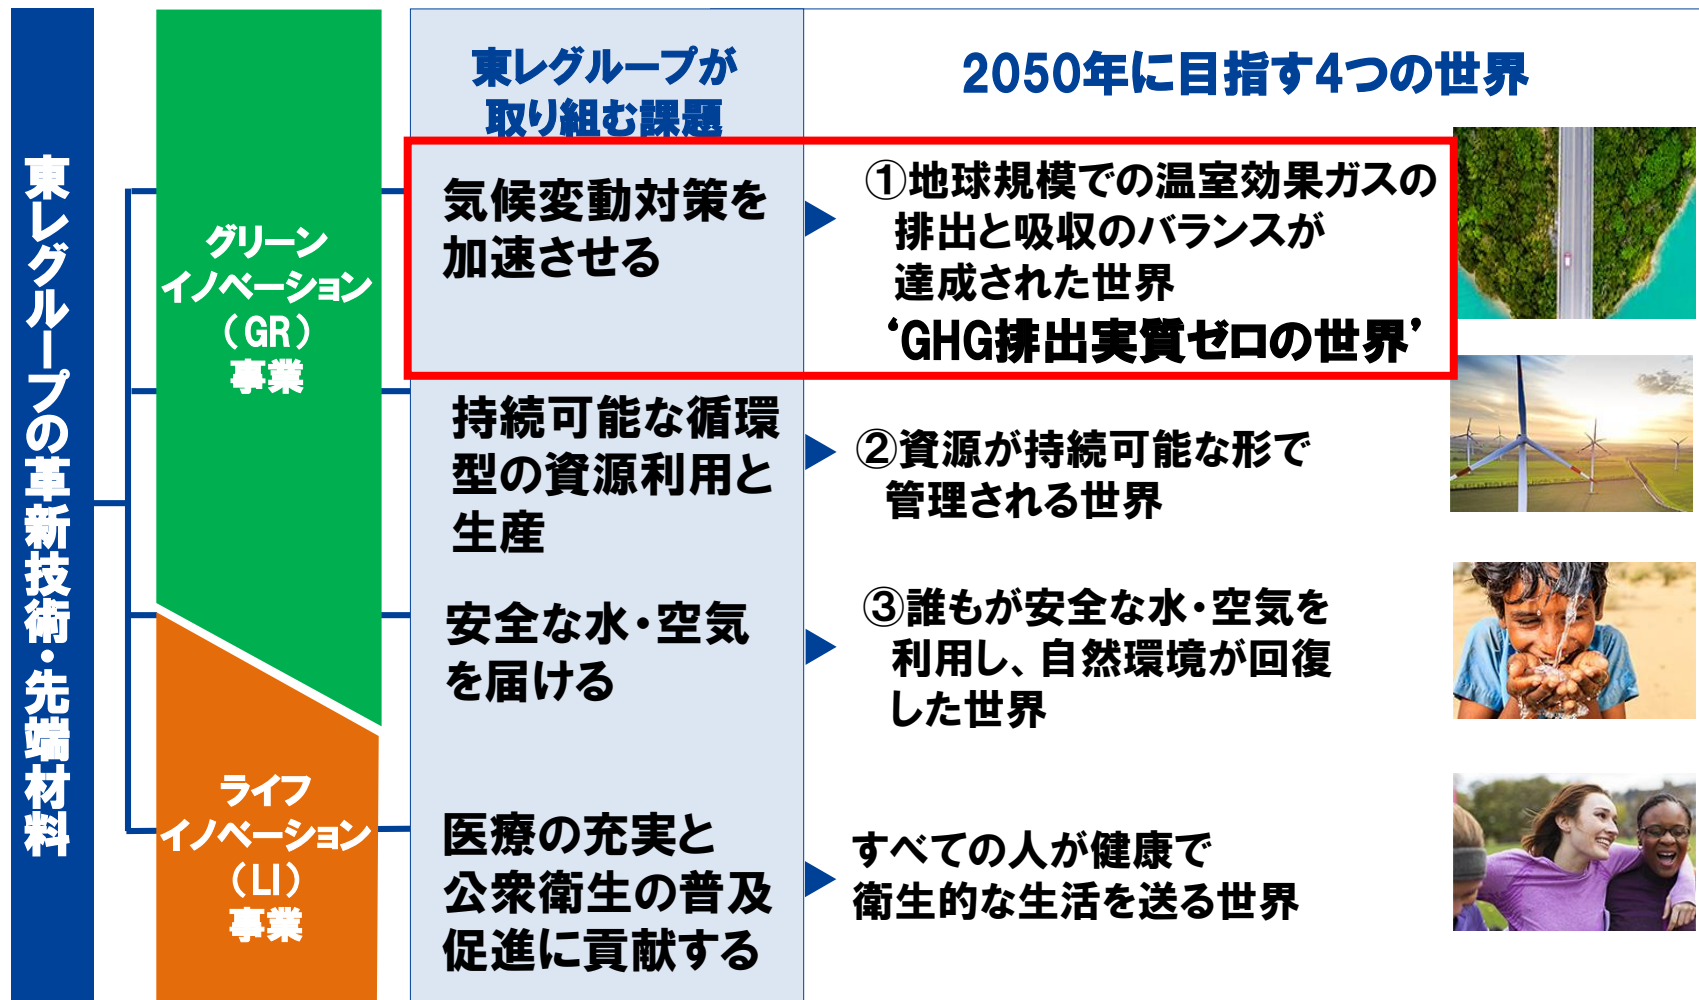 東レグループの革新技術・先端材料
グリーン
イノベーション
（GR）
事業
ライフ
イノベーション
（LI）
事業
東レグループが
取り組む課題
2050年に目指す4つの世界
気候変動対策を
加速させる
①地球規模での温室効果ガスの
排出と吸収のバランスが
達成された世界
‘GHG排出実質ゼロの世界’
持続可能な循環
型の資源利用と
生産
②資源が持続可能な形で
管理される世界
安全な水・空気
を届ける
③誰もが安全な水・空気を
利用し、自然環境が回復
した世界
医療の充実と
公衆衛生の普及
促進に貢献する
すべての人が健康で
衛生的な生活を送る世界